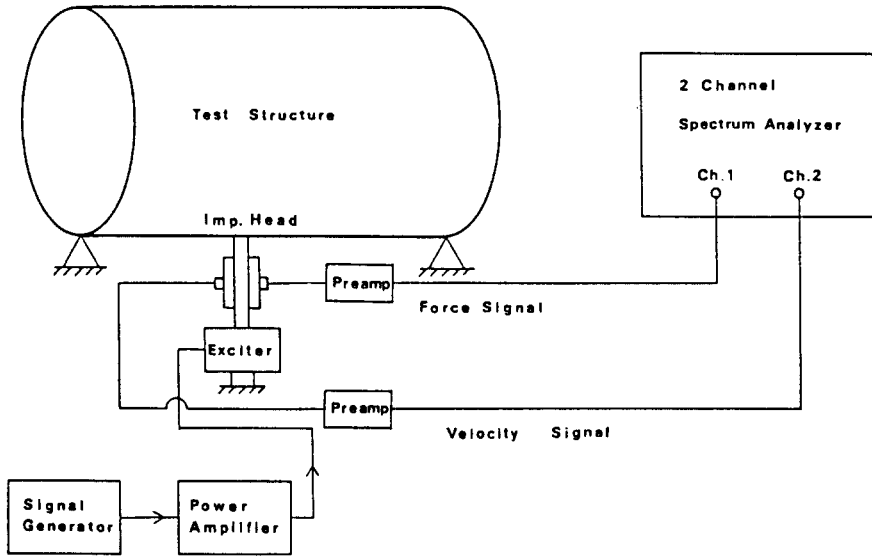 Test Structure
2 Channel
Spectrum Analyzer
Ch.1
Ch.2
Imp. Head
Preamp
Force Signal
Exciter
Preamp
Velocity Signal
Signal
Generator
Power
Amplifier